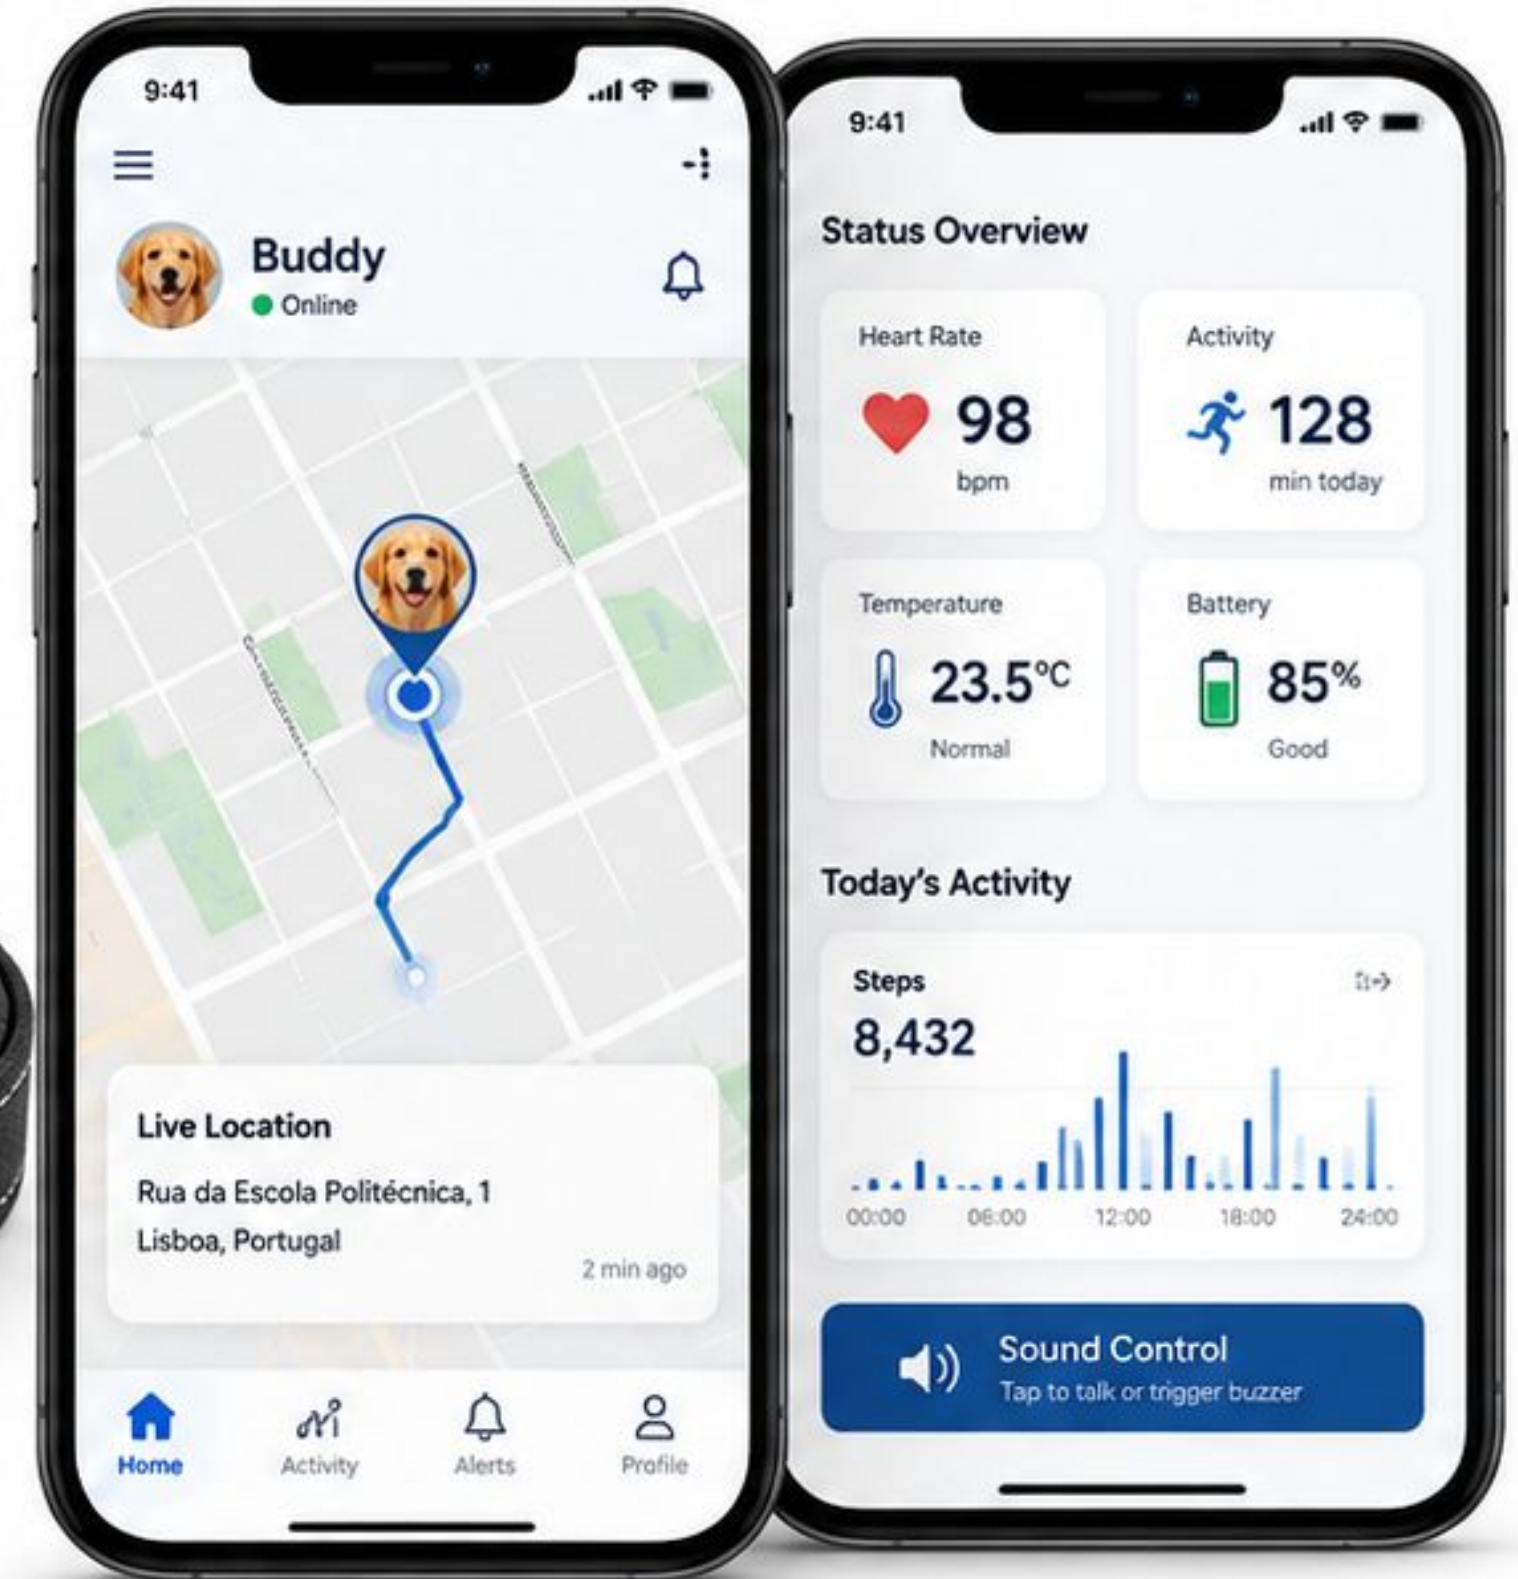 9:41
Buddy
Online
Live Location
Rua da Escola Politécnica, 1
Lisboa, Portugal
2 min ago
Home
Activity
Alerts
Profile
9:41
Status Overview
Heart Rate
98
bpm
Activity
128
min today
Temperature
23.5°C
Normal
Battery
85%
Good
Today's Activity
Steps
8,432
00:00 06:00 12:00 18:00 24:00
Sound Control
Tap to talk or trigger buzzer